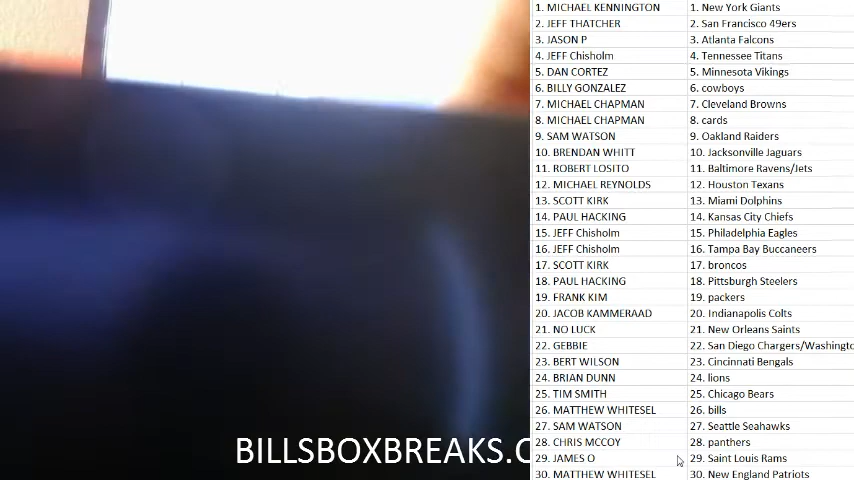 1. MICHAEL KENNINGTON 1. New York Giants
2. JEFF THATCHER 2. San Francisco 49ers
3. JASON P 3. Atlanta Falcons
4. JEFF Chisholm 4. Tennessee Titans
5. DAN CORTEZ 5. Minnesota Vikings
6. BILLY GONZALEZ 6. cowboys
7. MICHAEL CHAPMAN 7. Cleveland Browns
8. MICHAEL CHAPMAN 8. cards
9. SAM WATSON 9. Oakland Raiders
10. BRENDAN WHITT 10. Jacksonville Jaguars
11. ROBERT LOSITO 11. Baltimore Ravens/Jets
12. MICHAEL REYNOLDS 12. Houston Texans
13. SCOTT KIRK 13. Miami Dolphins
14. PAUL HACKING 14. Kansas City Chiefs
15. JEFF Chisholm 15. Philadelphia Eagles
16. JEFF Chisholm 16. Tampa Bay Buccaneers
17. SCOTT KIRK 17. broncos
18. PAUL HACKING 18. Pittsburgh Steelers
19. FRANK KIM 19. packers
20. JACOB KAMMERAAD 20. Indianapolis Colts
21. NO LUCK 21. New Orleans Saints
22. GEBBIE 22. San Diego Chargers/Washingto
23. BERT WILSON 23. Cincinnati Bengals
24. BRIAN DUNN 24. lions
25. TIM SMITH 25. Chicago Bears
26. MATTHEW WHITESEL 26. bills
27. SAM WATSON 27. Seattle Seahawks
28. CHRIS MCCOY 28. panthers
29. JAMES O 29. Saint Louis Rams
30. MATTHEW WHITESEL 30. New England Patriots
BILLSBOXBREAKS.C